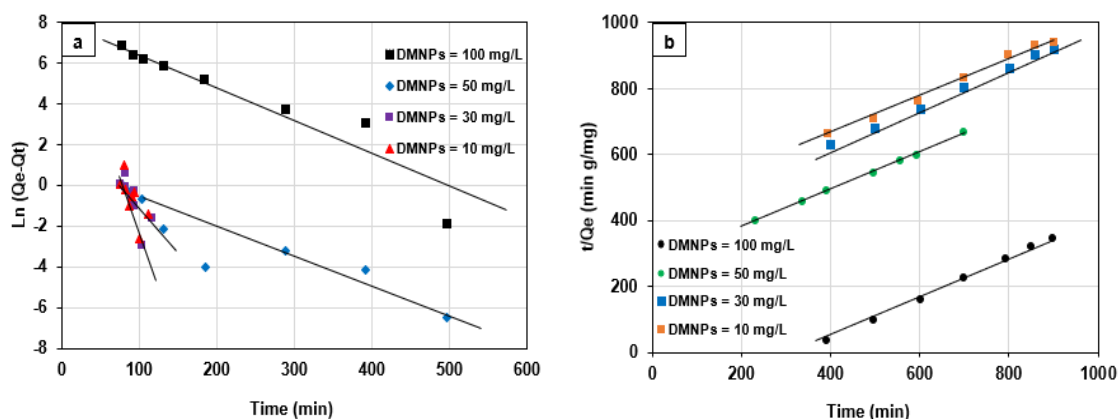 a
8
6
4
2
0
-2
-4
-6
-8
Ln (Qe-Qt)
DMNPs = 100 mg/L
DMNPs = 50 mg/L
DMNPs = 30 mg/L
DMNPs = 10 mg/L
0 100 200 300 400 500 600
Time (min)
b
1000
800
600
400
200
0
t/Qe (min g/mg)
DMNPs = 100 mg/L
DMNPs = 50 mg/L
DMNPs = 30 mg/L
DMNPs = 10 mg/L
0 200 400 600 800 1000
Time (min)